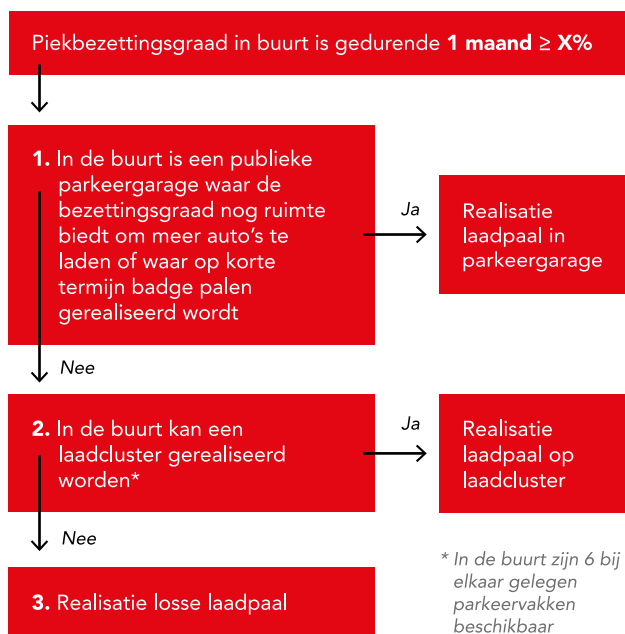 Piekbezettingsgraad in buurt is gedurende 1 maand ≥ X%
1. In de buurt is een publieke
parkeergarage waar de
bezettingsgraad nog ruimte
biedt om meer auto's te
laden of waar op korte
termijn badge palen
gerealiseerd wordt
Ja
Realisatie
laadpaal in
parkeergarage
Nee
2. In de buurt kan een
laadcluster gerealiseerd
worden*
Ja
Realisatie
laadpaal op
laadcluster
Nee
3. Realisatie losse laadpaal
* In de buurt zijn 6 bij
elkaar gelegen
parkeervakken
beschikbaar